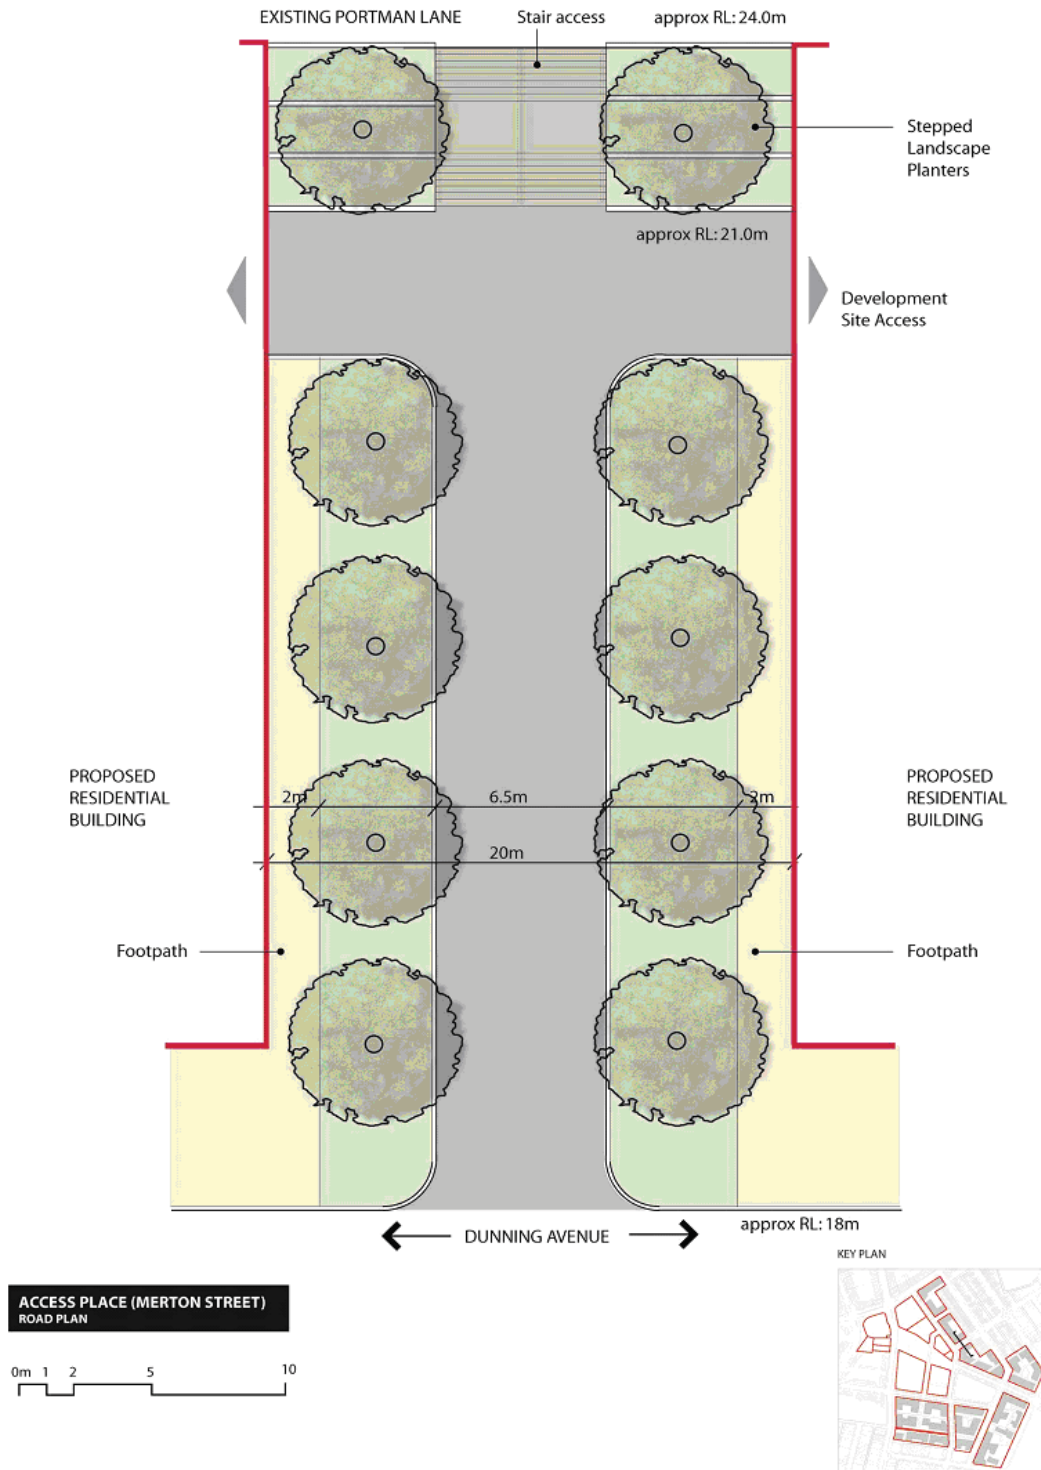 EXISTING PORTMAN LANE
Stair access
approx RL: 24.0m
Stepped
Landscape
Planters
approx RL: 21.0m
Development
Site Access
PROPOSED
RESIDENTIAL
BUILDING
2m
6.5m
2m
PROPOSED
RESIDENTIAL
BUILDING
20m
Footpath
Footpath
approx RL: 18m
DUNNING AVENUE
KEY PLAN
ACCESS PLACE (MERTON STREET)
ROAD PLAN
0m 1 2 5 10